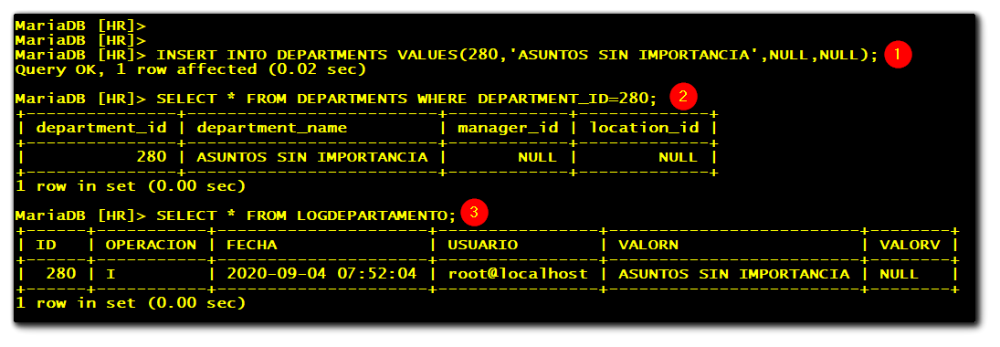 MariaDB [HR]>
MariaDB [HR]>
MariaDB [HR]> INSERT INTO DEPARTMENTS VALUES(280,'ASUNTOS SIN IMPORTANCIA',NULL,NULL); 1
Query OK, 1 row affected (0.02 sec)

MariaDB [HR]> SELECT * FROM DEPARTMENTS WHERE DEPARTMENT_ID=280; 2
+---------------+-------------------------+------------+-------------+
| department_id | department_name         | manager_id | location_id |
+---------------+-------------------------+------------+-------------+
|           280 | ASUNTOS SIN IMPORTANCIA |       NULL |        NULL |
+---------------+-------------------------+------------+-------------+
1 row in set (0.00 sec)

MariaDB [HR]> SELECT * FROM LOGDEPARTAMENTO; 3
+------+-----------+---------------------+----------------+-------------------------+--------+
| ID   | OPERACION | FECHA               | USUARIO        | VALORN                  | VALORV |
+------+-----------+---------------------+----------------+-------------------------+--------+
|  280 | I         | 2020-09-04 07:52:04 | root@localhost | ASUNTOS SIN IMPORTANCIA | NULL   |
+------+-----------+---------------------+----------------+-------------------------+--------+
1 row in set (0.00 sec)